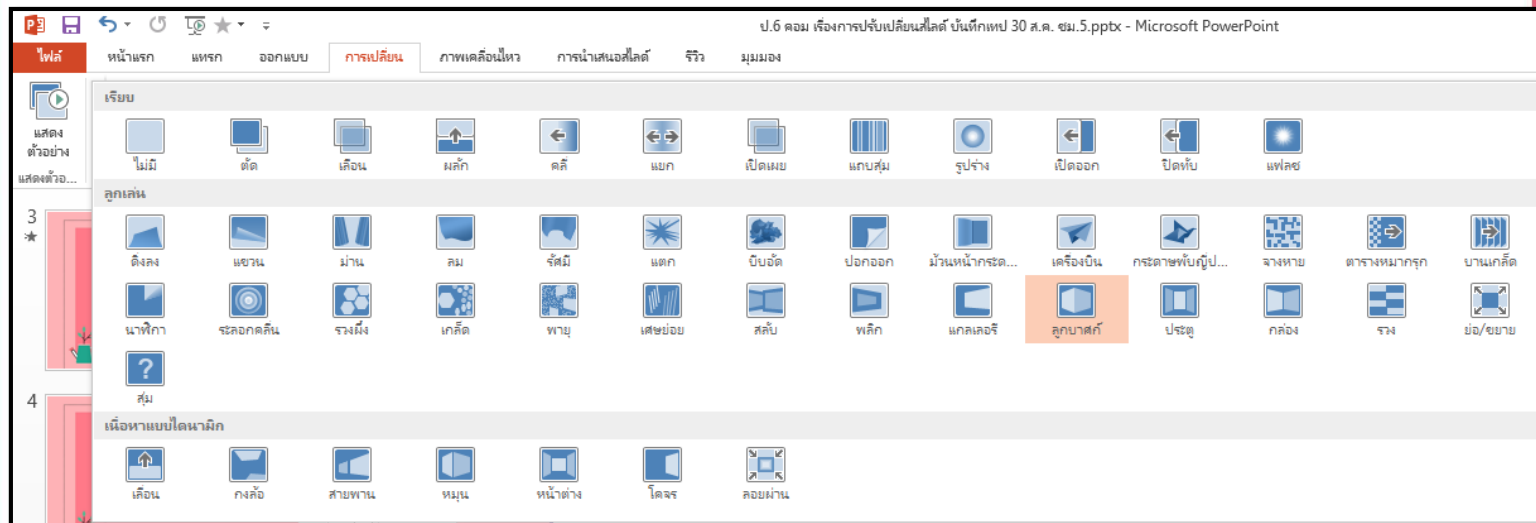 ป.6 คอม เรื่องการปรับเปลี่ยนสไลด์ บันทึกเทป 30 ส.ค. ชม.5.pptx - Microsoft PowerPoint
ไฟล์ หน้าแรก แทรก ออกแบบ การเปลี่ยน ภาพเคลื่อนไหว การนำเสนอสไลด์ รีวิว มุมมอง
แสดง
ตัวอย่าง
แสดงตัวอ...
เรียบ
ไม่มี ตัด เลือน ผลัก คลี่ แยก เปิดเผย แถบสุ่ม รูปร่าง เปิดออก ปิดทับ แฟลช
ลูกเล่น
3
ดิ่งลง แขวน ม่าน ลม รัศมี แตก บีบอัด ปอกออก ม้วนหน้ากระด... เครื่องบิน กระดาษพับญี่ป... จางหาย ตารางหมากรุก บานเกล็ด
นาฬิกา ระลอกคลื่น รวงผึ้ง เกล็ด พายุ เศษย่อย สลับ พลิก แกลเลอรี ลูกบาศก์ ประตู กล่อง รวง ย่อ/ขยาย
?
สุ่ม
4
เนื้อหาแบบไดนามิก
เลื่อน กงล้อ สายพาน หมุน หน้าต่าง โคจร ลอยผ่าน